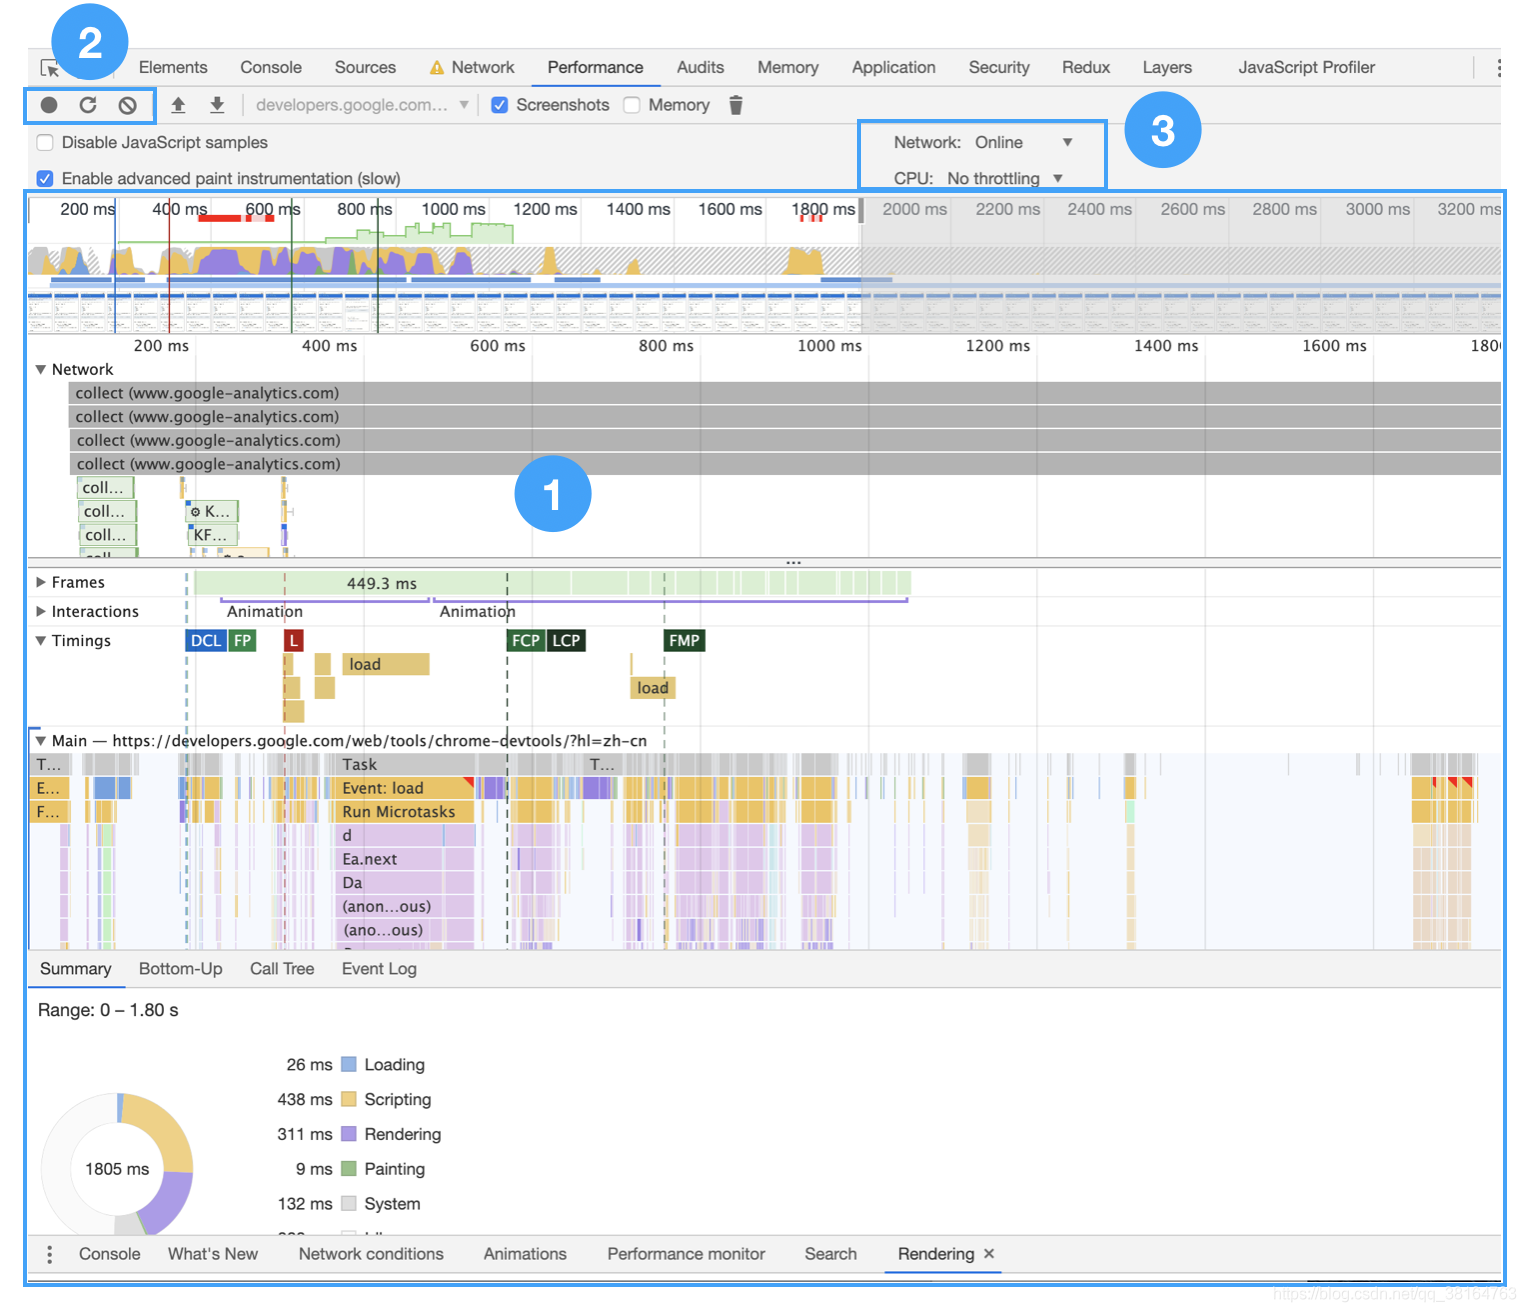 2
Elements Console Sources Network Performance Audits Memory Application Security Redux Layers JavaScript Profiler
developers.google.com... Screenshots Memory
3
Disable JavaScript samples
Network: Online
Enable advanced paint instrumentation (slow)
CPU: No throttling
200 ms 400 ms 600 ms 800 ms 1000 ms 1200 ms 1400 ms 1600 ms 1800 ms 2000 ms 2200 ms 2400 ms 2600 ms 2800 ms 3000 ms 3200 ms
200 ms 400 ms 600 ms 800 ms 1000 ms 1200 ms 1400 ms 1600 ms 180
Network
collect (www.google-analytics.com)
collect (www.google-analytics.com)
collect (www.google-analytics.com)
collect (www.google-analytics.com)
1
coll...
coll... K...
coll... KF...
Frames 449.3 ms
Interactions Animation Animation
Timings DCL FP L FCP LCP FMP
load
load
Main — https://developers.google.com/web/tools/chrome-devtools/?hl=zh-cn
T... Task T...
E... Event: load
F... Run Microtasks
d
Ea.next
Da
(anon...ous)
(ano...ous)
Summary Bottom-Up Call Tree Event Log
Range: 0 – 1.80 s
26 ms Loading
438 ms Scripting
311 ms Rendering
1805 ms
9 ms Painting
132 ms System
Console What's New Network conditions Animations Performance monitor Search Rendering ×
https://blog.csdn.net/qq_38164763